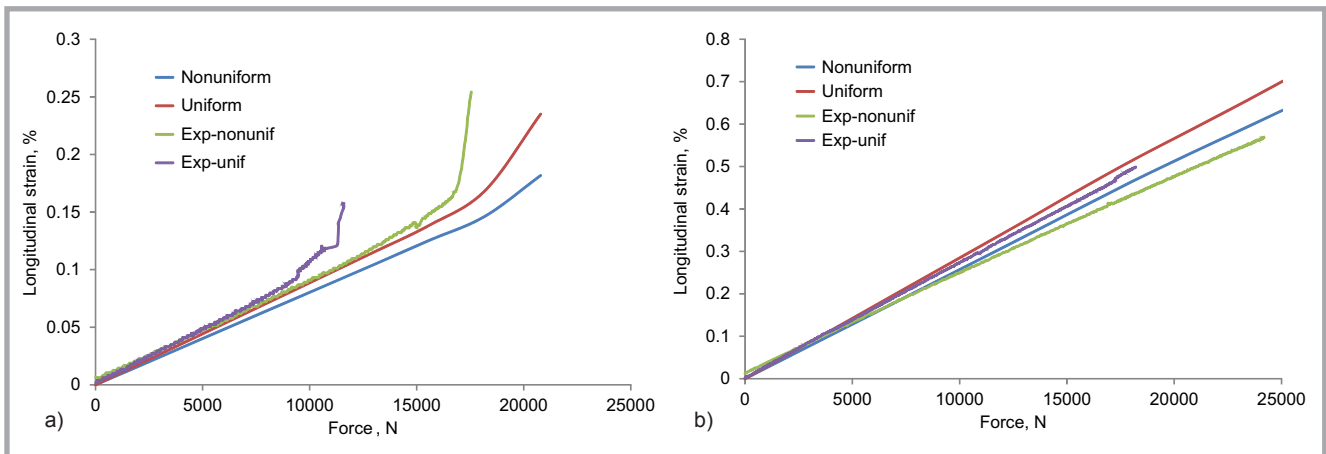 0.3
0.25
0.2
0.15
0.1
0.05
0
Longitudinal strain, %
Nonuniform
Uniform
Exp-nonunif
Exp-unif
0 5000 10000 15000 20000 25000
Force , N
a)
0.8
0.7
0.6
0.5
0.4
0.3
0.2
0.1
0
Longitudinal strain, %
Nonuniform
Uniform
Exp-nonunif
Exp-unif
0 5000 10000 15000 20000 25000
Force, N
b)